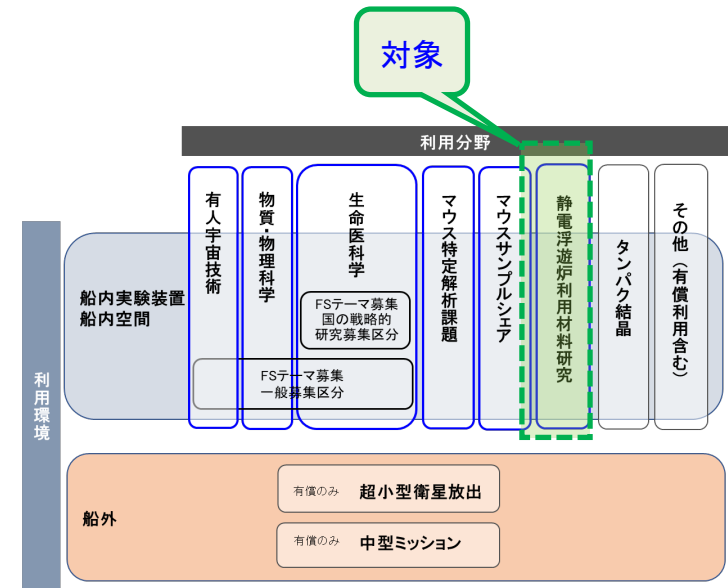 対象
利用分野
有人宇宙技術
物質・物理科学
生命医科学
マウス特定解析課題
マウスサンプルシェア
静電浮遊炉利用材料研究
タンパク結晶
その他（有償利用含む）
利用環境
船内実験装置
船内空間
FSテーマ募集
国の戦略的
研究募集区分
FSテーマ募集
一般募集区分
船外
有償のみ 超小型衛星放出
有償のみ 中型ミッション